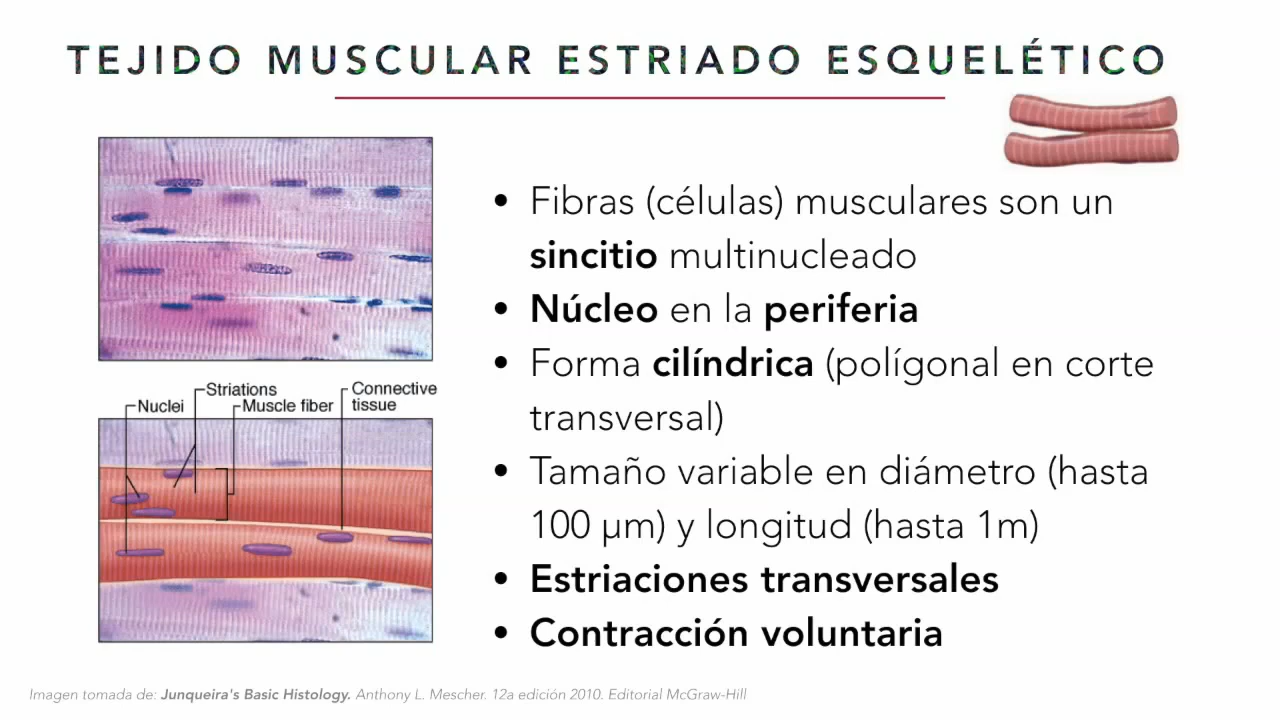 TEJIDO MUSCULAR ESTRIADO ESQUELÉTICO
Striations
Connective
Nuclei
Muscle fiber
tissue
• Fibras (células) musculares son un
sincitio multinucleado
• Núcleo en la periferia
• Forma cilíndrica (polígonal en corte
transversal)
• Tamaño variable en diámetro (hasta
100 µm) y longitud (hasta 1m)
• Estriaciones transversales
• Contracción voluntaria
Imagen tomada de: Junqueira's Basic Histology. Anthony L. Mescher. 12a edición 2010. Editorial McGraw-Hill